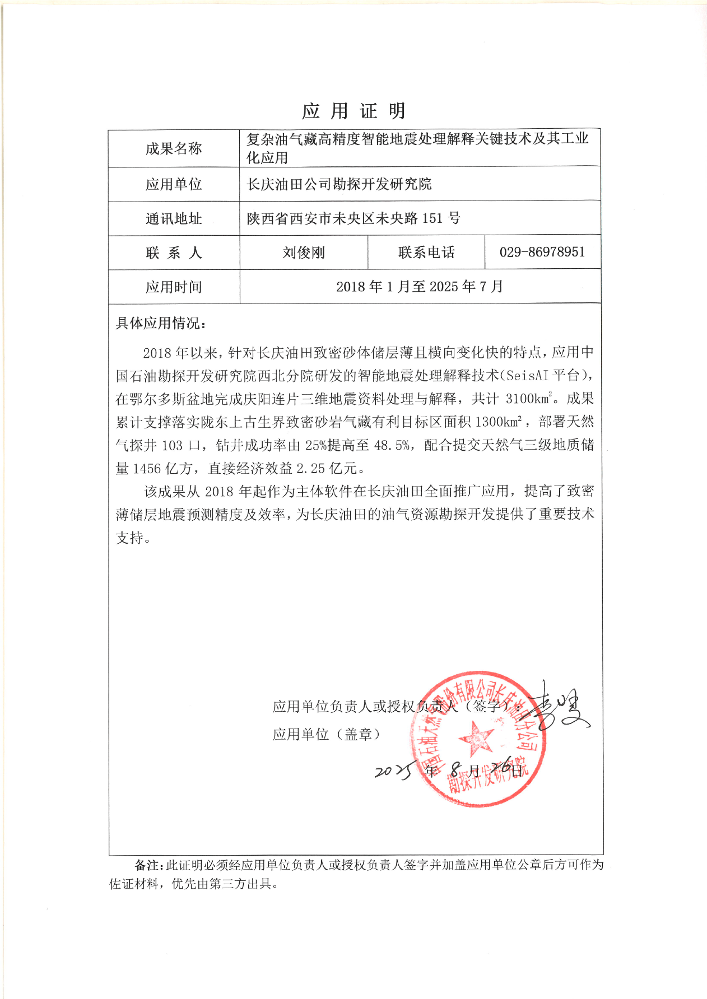 应用证明
成果名称
复杂油气藏高精度智能地震处理解释关键技术及其工业
化应用
应用单位
长庆油田公司勘探开发研究院
通讯地址
陕西省西安市未央区未央路 151 号
联 系 人
刘俊刚
联系电话
029-86978951
应用时间
2018 年 1 月至 2025 年 7 月
具体应用情况：
2018 年以来，针对长庆油田致密砂体储层薄且横向变化快的特点，应用中
国石油勘探开发研究院西北分院研发的智能地震处理解释技术（SeisAI 平台），
在鄂尔多斯盆地完成庆阳连片三维地震资料处理与解释，共计 3100km²。成果
累计支撑落实陇东上古生界致密砂岩气藏有利目标区面积 1300km²，部署天然
气探井 103 口，钻井成功率由 25%提高至 48.5%，配合提交天然气三级地质储
量 1456 亿方，直接经济效益 2.25 亿元。
该成果从 2018 年起作为主体软件在长庆油田全面推广应用，提高了致密
薄储层地震预测精度及效率，为长庆油田的油气资源勘探开发提供了重要技术
支持。
应用单位负责人或授权负责人（签字）：
应用单位（盖章）
2025 年 8 月 26 日
中国石油天然气股份有限公司长庆油田分公司
勘探开发研究院
备注：此证明必须经应用单位负责人或授权负责人签字并加盖应用单位公章后方可作为
佐证材料，优先由第三方出具。